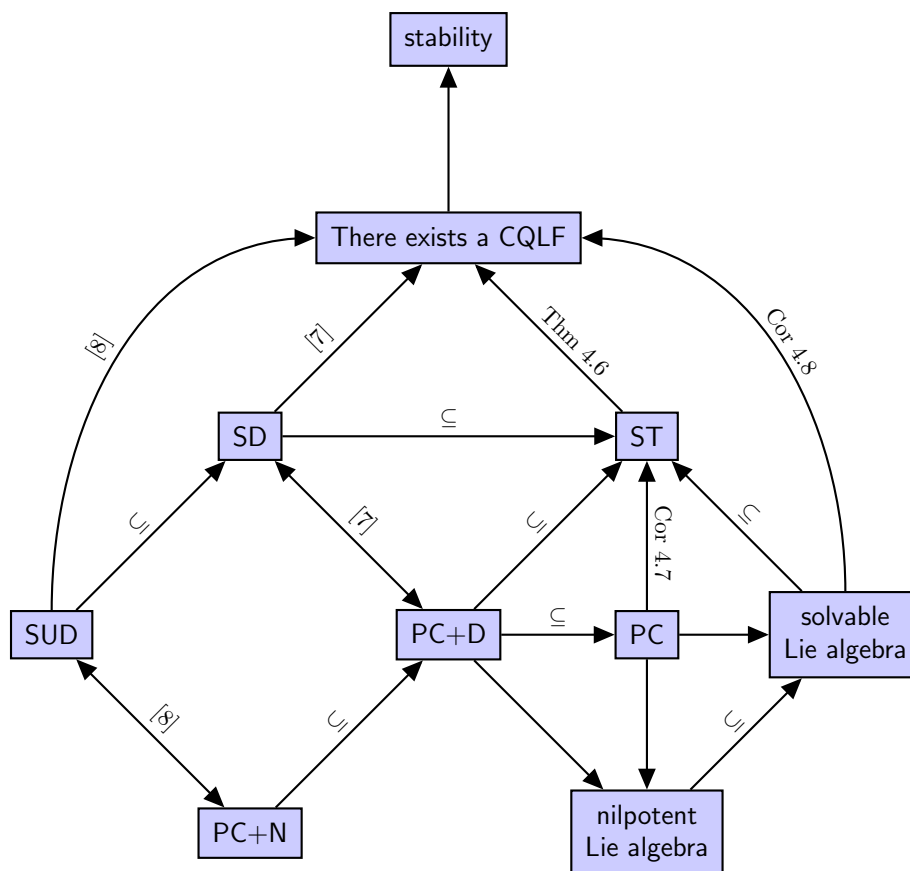 stability
There exists a CQLF
[8]
[7]
Thm 4.6
Cor 4.8
SD
⊆
ST
⊆
[7]
⊆
Cor 4.7
⊆
SUD
PC+D
⊆
PC
solvable
Lie algebra
[8]
⊆
⊆
PC+N
nilpotent
Lie algebra